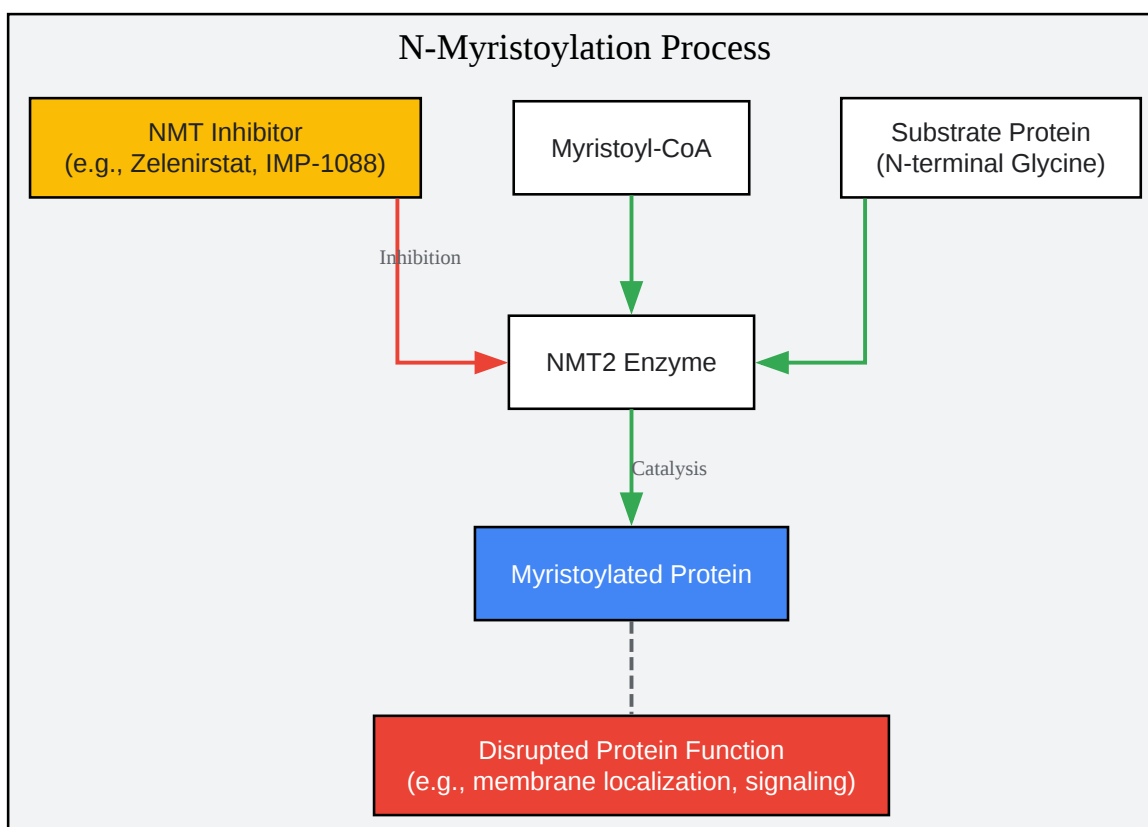 N-Myristoylation Process
NMT Inhibitor
(e.g., Zelenirstat, IMP-1088)
Myristoyl-CoA
Substrate Protein
(N-terminal Glycine)
Inhibition
NMT2 Enzyme
Catalysis
Myristoylated Protein
Disrupted Protein Function
(e.g., membrane localization, signaling)